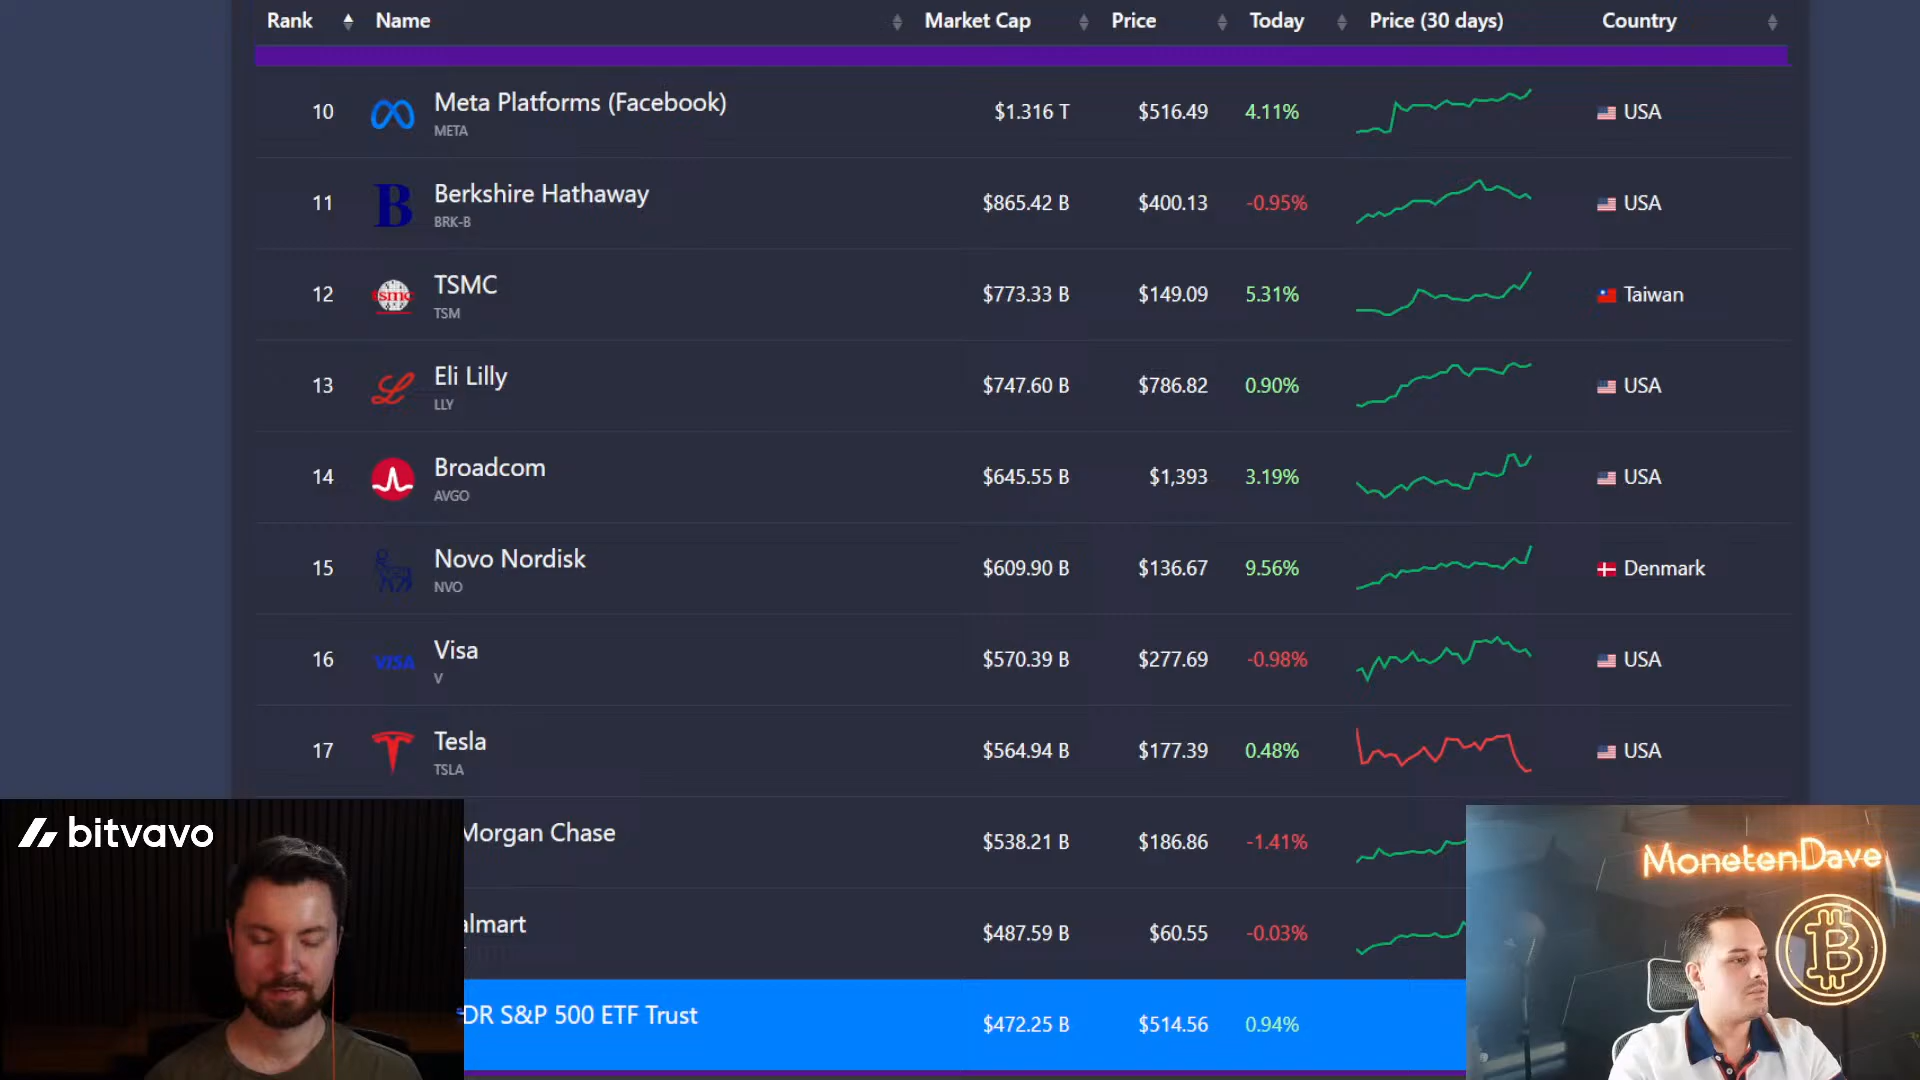 Rank Name Market Cap Price Today Price (30 days) Country
10 Meta Platforms (Facebook) $1.316 T $516.49 4.11% USA
META
11 Berkshire Hathaway $865.42 B $400.13 -0.95% USA
BRK-B
12 TSMC $773.33 B $149.09 5.31% Taiwan
TSM
13 Eli Lilly $747.60 B $786.82 0.90% USA
LLY
14 Broadcom $645.55 B $1,393 3.19% USA
AVGO
15 Novo Nordisk $609.90 B $136.67 9.56% Denmark
NVO
16 VISA Visa $570.39 B $277.69 -0.98% USA
V
17 Tesla $564.94 B $177.39 0.48% USA
TSLA
Morgan Chase $538.21 B $186.86 -1.41%
almart $487.59 B $60.55 -0.03%
DR S&P 500 ETF Trust $472.25 B $514.56 0.94%
bitvavo
MonetenDave